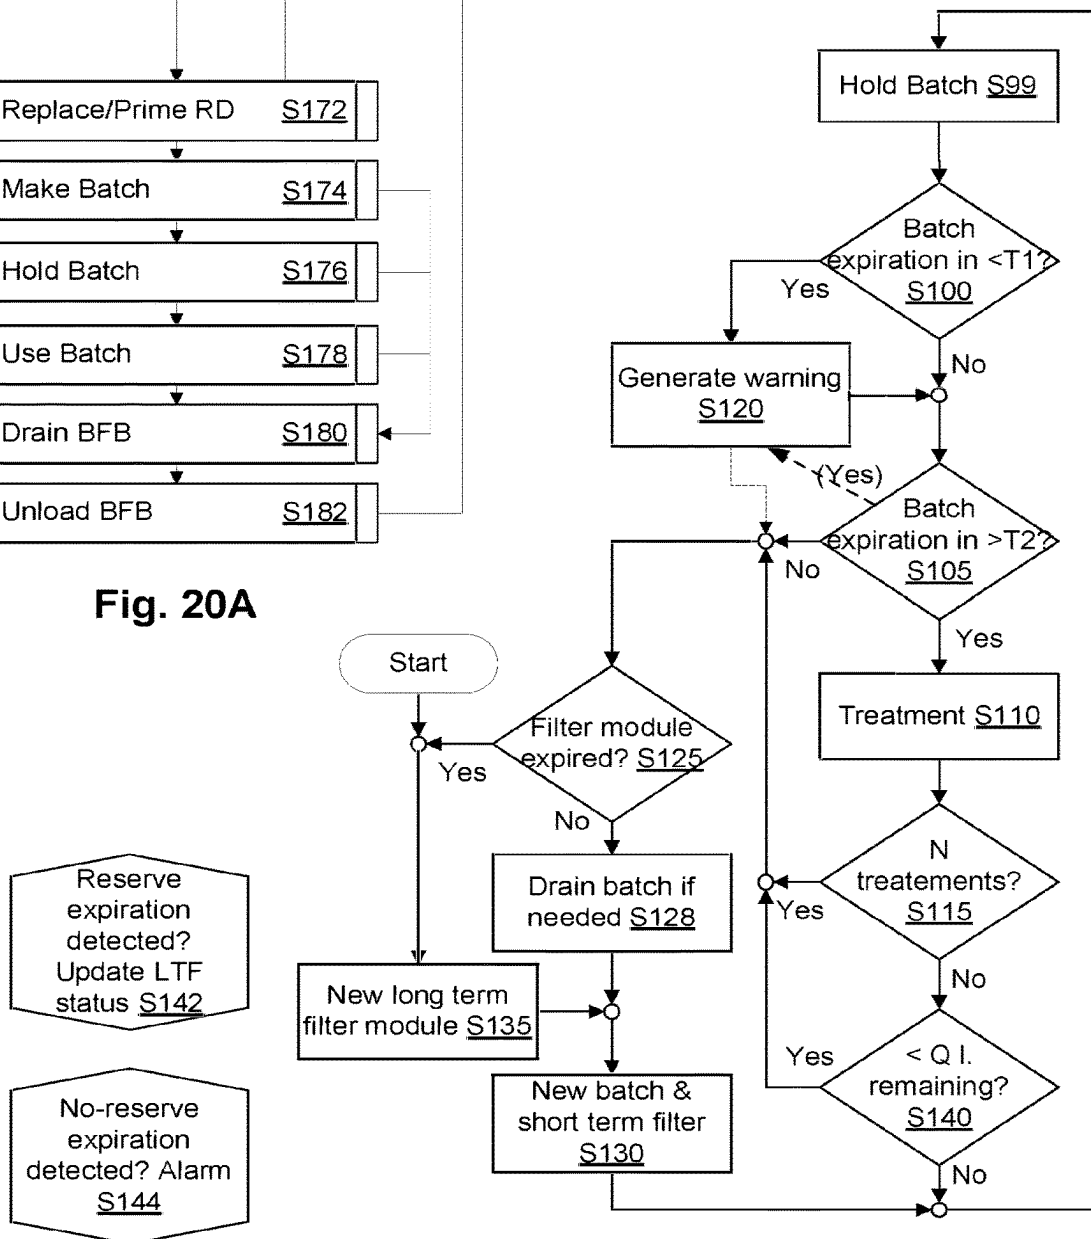 Replace/Prime RD S172
Make Batch S174
Hold Batch S176
Use Batch S178
Drain BFB S180
Unload BFB S182
Fig. 20A
Hold Batch S99
Batch
expiration in <T1?
S100
Yes
No
Generate warning
S120
(Yes)
Batch
expiration in >T2?
S105
No
Yes
Start
Filter module
expired? S125
Yes
No
Treatment S110
N
treatements?
S115
Yes
No
Drain batch if
needed S128
New long term
filter module S135
New batch &
short term filter
S130
< Q l.
remaining?
S140
Yes
No
Reserve
expiration
detected?
Update LTF
status S142
No-reserve
expiration
detected? Alarm
S144